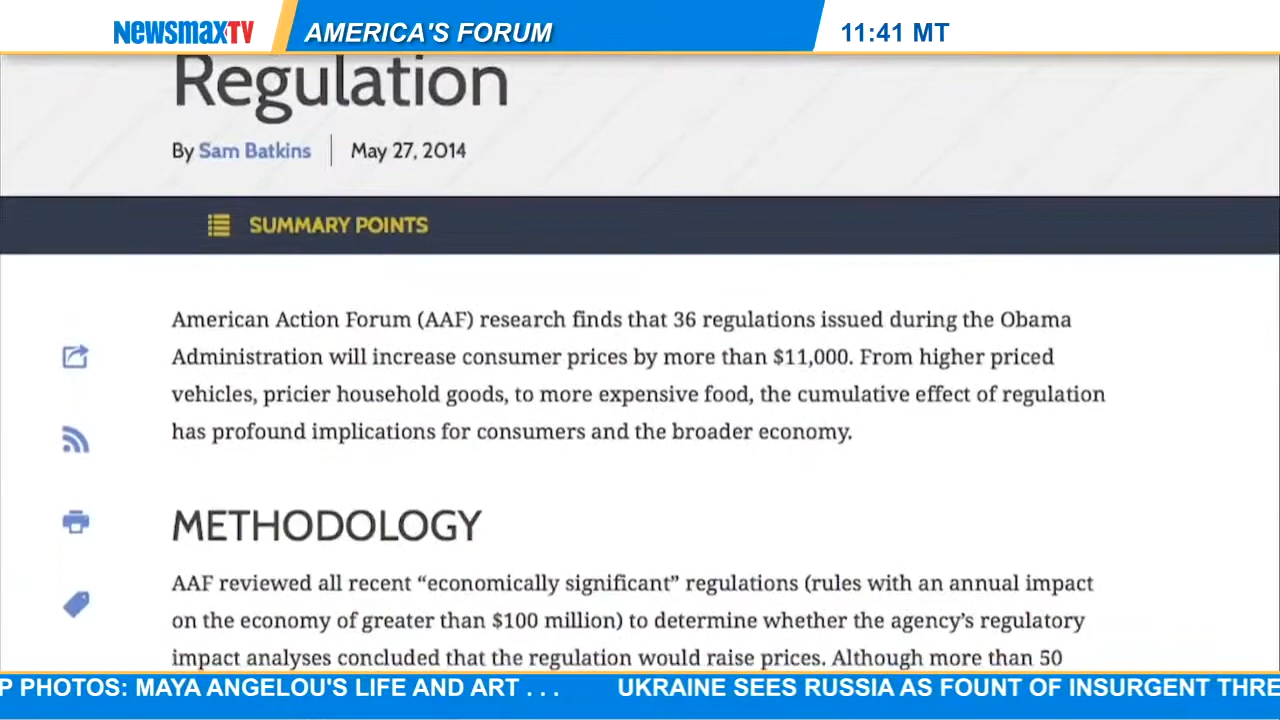 NewsmaxTV
AMERICA'S FORUM
11:41 MT
Regulation
By Sam Batkins
May 27, 2014
SUMMARY POINTS
American Action Forum (AAF) research finds that 36 regulations issued during the Obama
Administration will increase consumer prices by more than $11,000. From higher priced
vehicles, pricier household goods, to more expensive food, the cumulative effect of regulation
has profound implications for consumers and the broader economy.
METHODOLOGY
AAF reviewed all recent “economically significant” regulations (rules with an annual impact
on the economy of greater than $100 million) to determine whether the agency’s regulatory
impact analyses concluded that the regulation would raise prices. Although more than 50
P PHOTOS: MAYA ANGELOU'S LIFE AND ART . . .
UKRAINE SEES RUSSIA AS FOUNT OF INSURGENT THRE